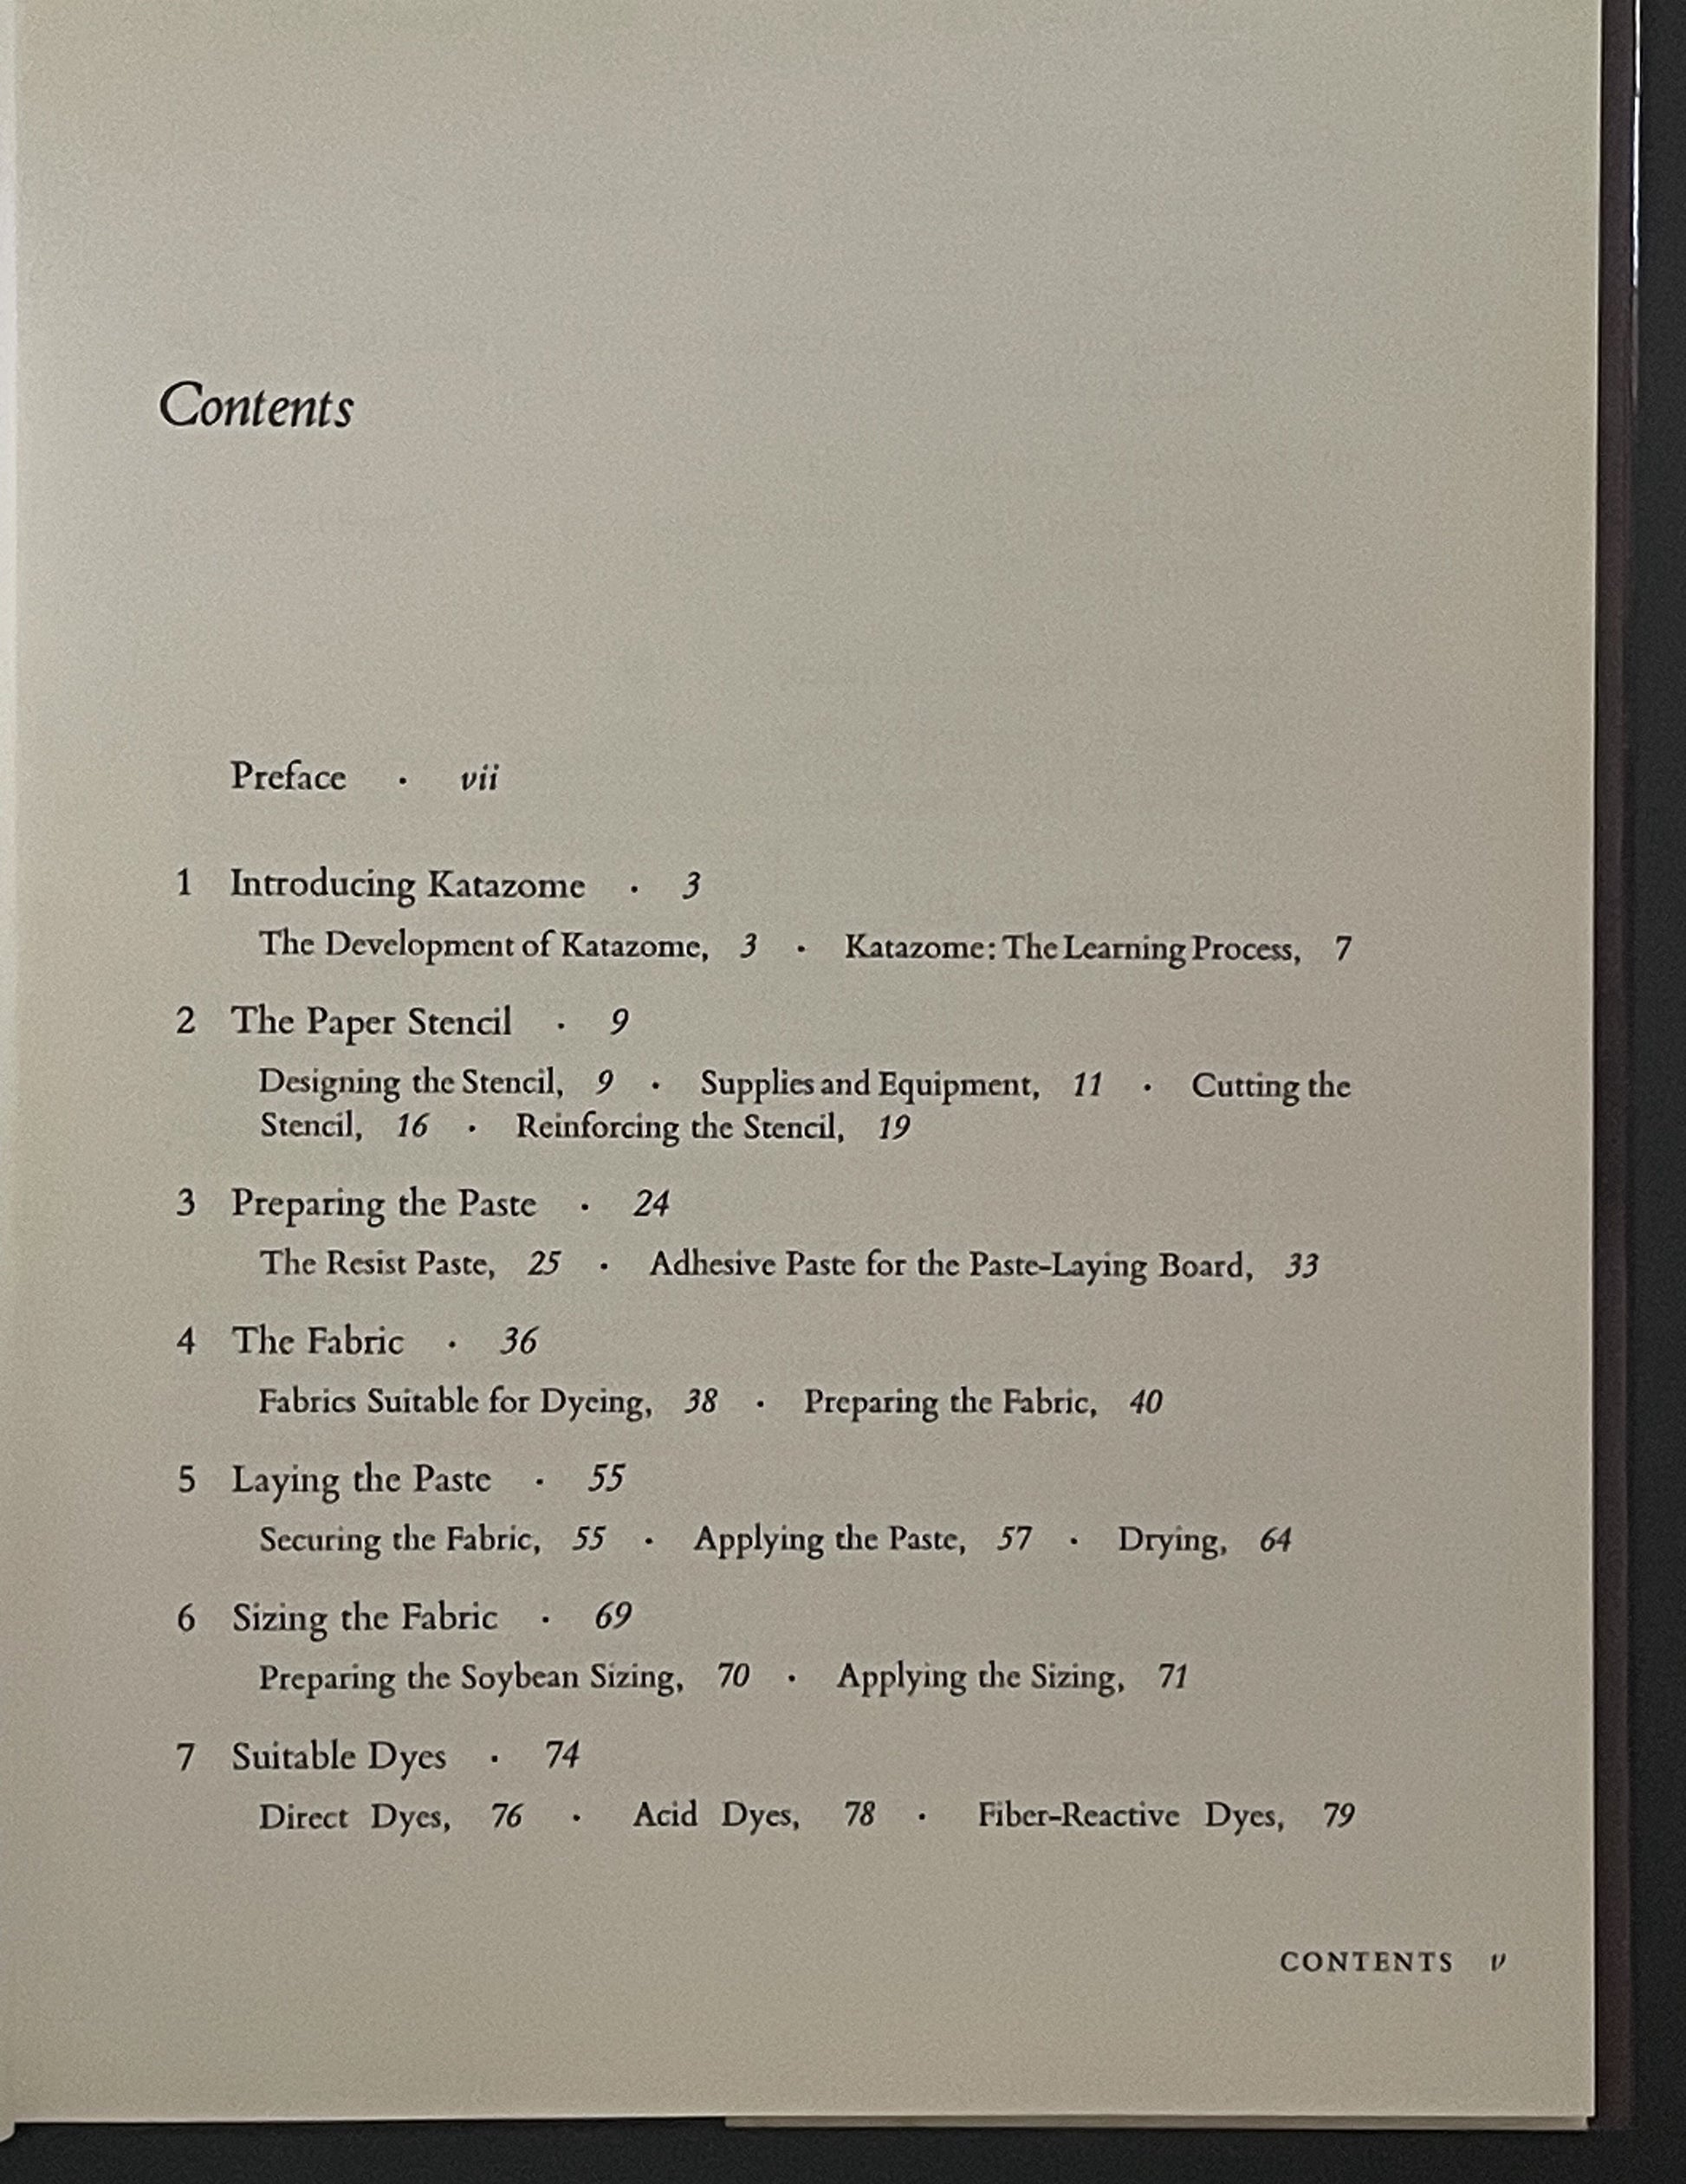 Contents
Preface · vii
1 Introducing Katazome · 3
The Development of Katazome, 3 · Katazome: The Learning Process, 7
2 The Paper Stencil · 9
Designing the Stencil, 9 · Supplies and Equipment, 11 · Cutting the
Stencil, 16 · Reinforcing the Stencil, 19
3 Preparing the Paste · 24
The Resist Paste, 25 · Adhesive Paste for the Paste-Laying Board, 33
4 The Fabric · 36
Fabrics Suitable for Dyeing, 38 · Preparing the Fabric, 40
5 Laying the Paste · 55
Securing the Fabric, 55 · Applying the Paste, 57 · Drying, 64
6 Sizing the Fabric · 69
Preparing the Soybean Sizing, 70 · Applying the Sizing, 71
7 Suitable Dyes · 74
Direct Dyes, 76 · Acid Dyes, 78 · Fiber-Reactive Dyes, 79
CONTENTS v